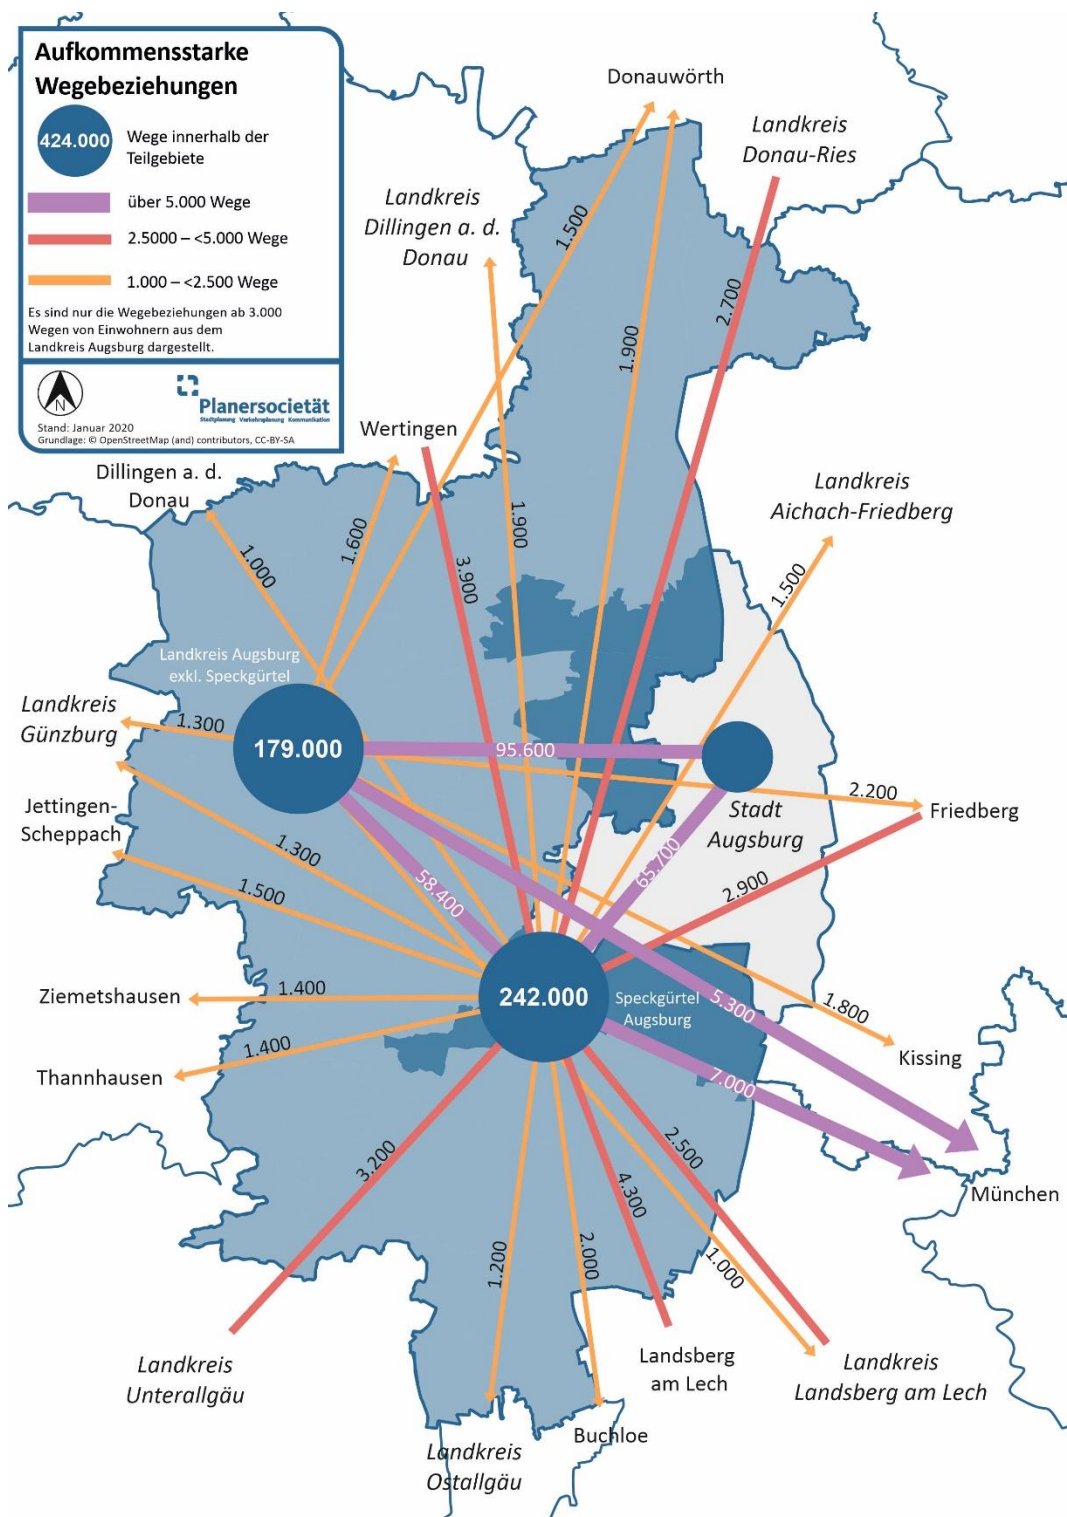 Aufkommensstarke
Wegebeziehungen
424.000
Wege innerhalb der
Teilgebiete
über 5.000 Wege
2.5000 – <5.000 Wege
1.000 – <2.500 Wege
Es sind nur die Wegebeziehungen ab 3.000
Wegen von Einwohnern aus dem
Landkreis Augsburg dargestellt.
N
Planersocietät
Stadtplanung Verkehrsplanung Kommunikation
Stand: Januar 2020
Grundlage: © OpenStreetMap (and) contributors, CC-BY-SA
Donauwörth
Landkreis
Donau-Ries
Landkreis
Dillingen a. d.
Donau
1.500
2.700
1.900
Wertingen
Dillingen a. d.
Donau
Landkreis
Aichach-Friedberg
1.000
1.600
3.900
1.900
1.500
Landkreis Augsburg
exkl. Speckgürtel
Landkreis
Günzburg
1.300
179.000
95.600
2.200
Friedberg
Stadt
Augsburg
Jettingen-
Scheppach
1.300
1.500
58.400
65.700
2.900
Ziemetshausen
1.400
242.000
Speckgürtel
Augsburg
5.300
1.800
Kissing
Thannhausen
1.400
7.000
München
3.200
2.500
4.300
1.200
2.000
1.000
Landkreis
Unterallgäu
Landsberg
am Lech
Landkreis
Landsberg am Lech
Buchloe
Landkreis
Ostallgäu